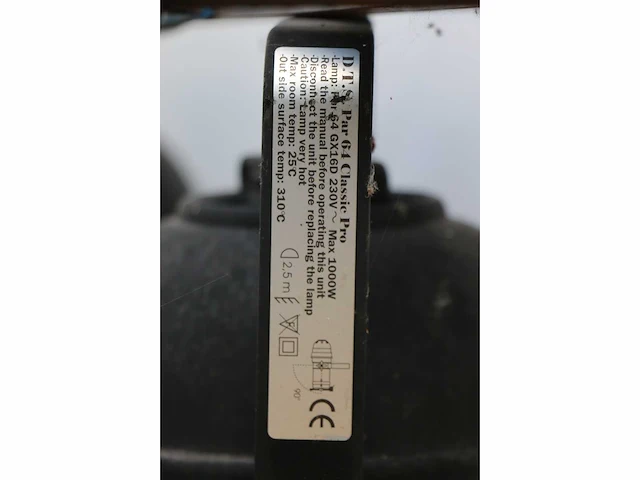 D.T.S. Par 64 Classic Pro
-Lamp: Par 64 GX16D 230V ~ Max 1000W
-Read the manual before operating this unit
-Disconnect the unit before replacing the lamp
-Caution: Lamp very hot
-Max room temp: 25°C
-Out side surface temp: 310°C
2,5 m
F
90°
CE